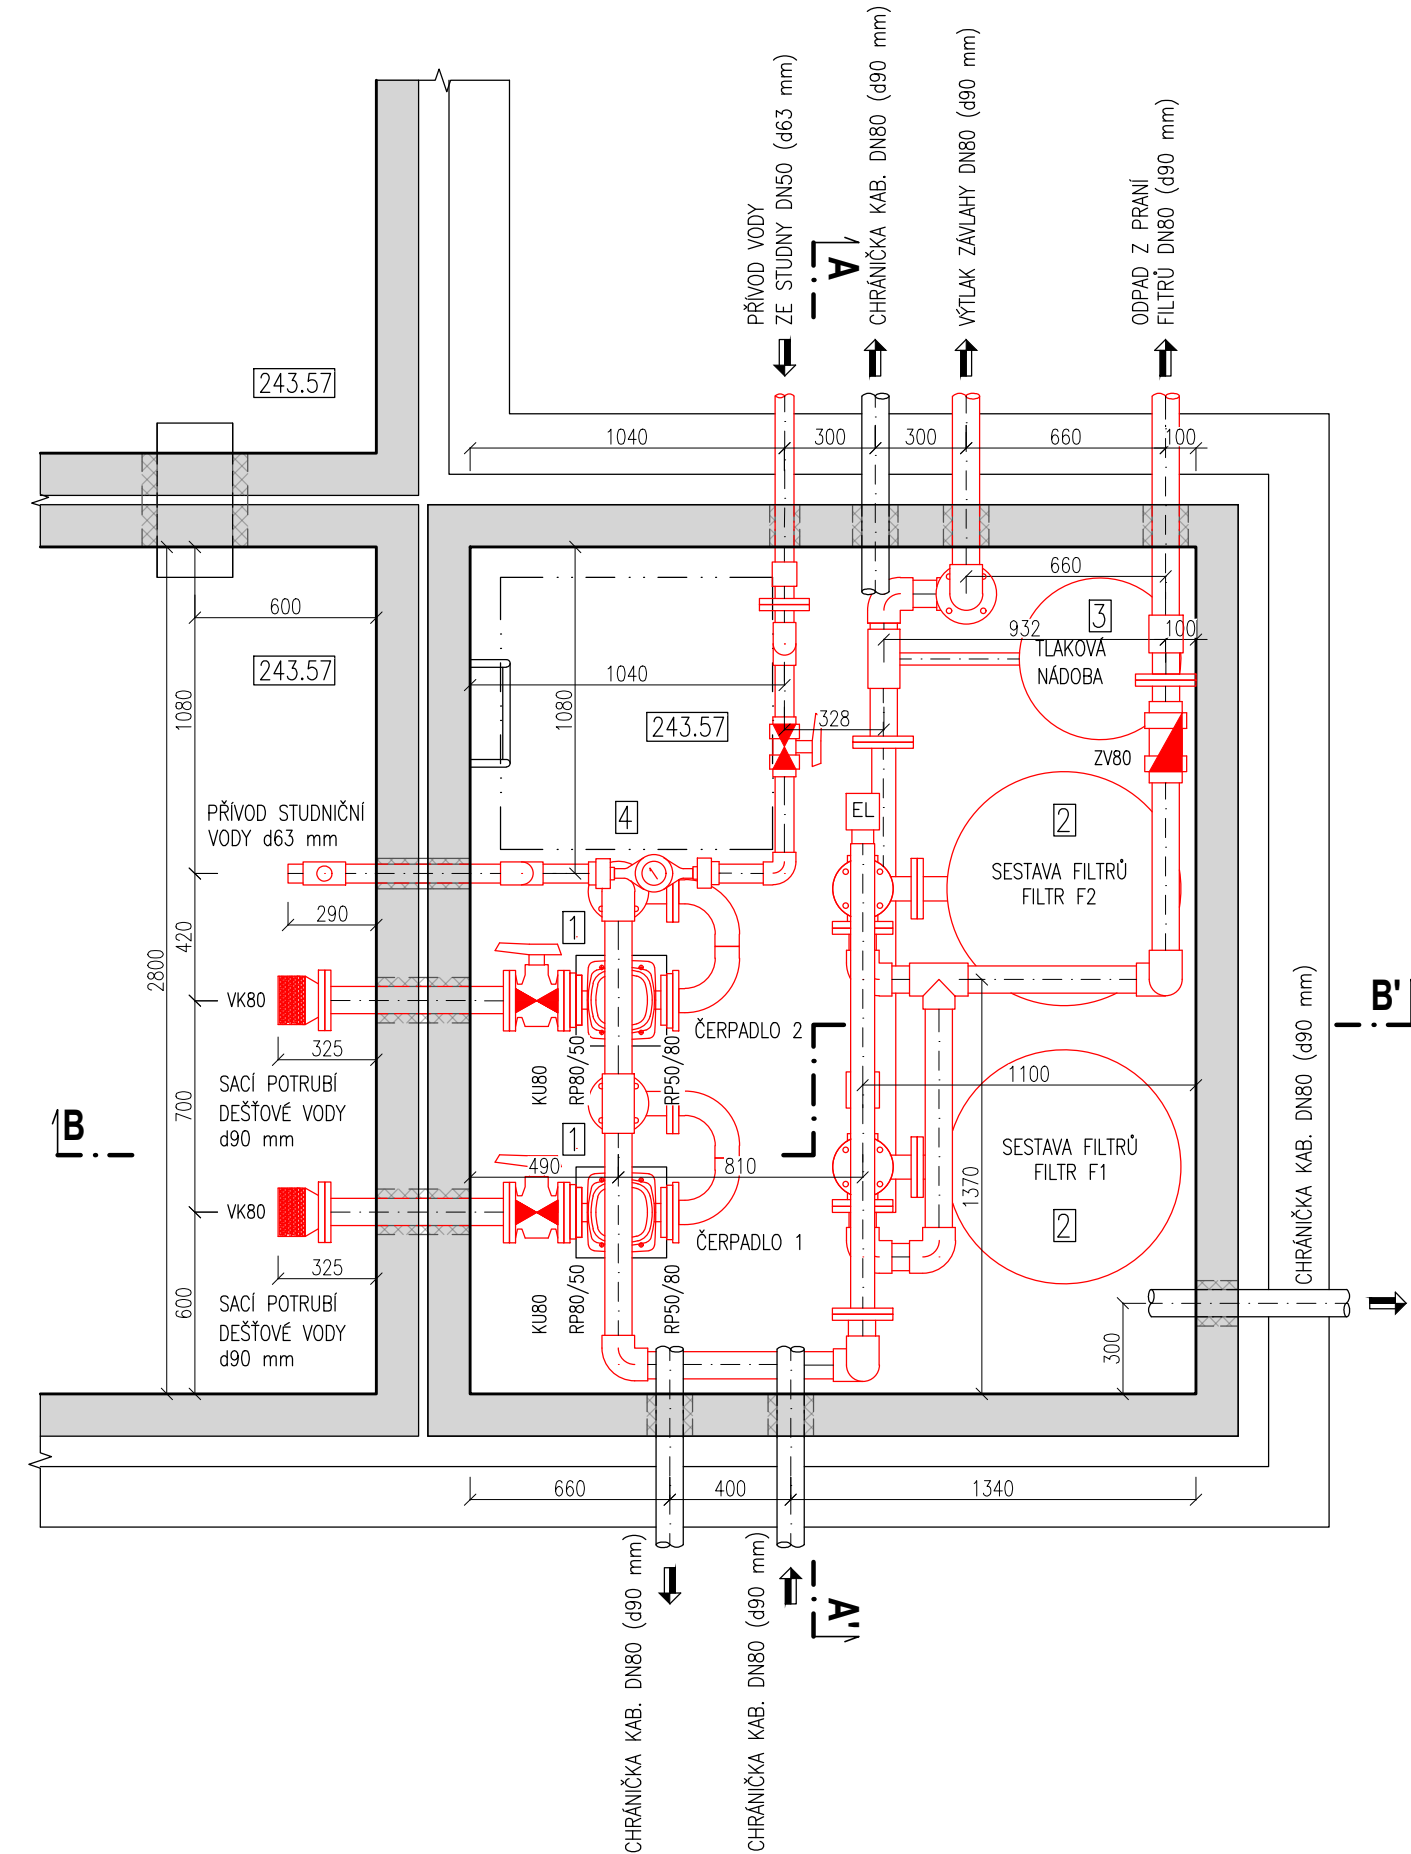 PŘÍVOD VODY
ZE STUDNY DN50 (d63 mm)
A
CHRÁNIČKA KAB. DN80 (d90 mm)
VÝTLAK ZÁVLAHY DN80 (d90 mm)
ODPAD Z PRANÍ
FILTRŮ DN80 (d90 mm)
243.57
1040
300
300
660
100
600
660
3
932
100
TLAKOVÁ
NÁDOBA
243.57
1040
1080
1080
243.57
328
ZV80
PŘÍVOD STUDNIČNÍ
VODY d63 mm
4
EL
2
SESTAVA FILTRŮ
FILTR F2
290
420
2800
1
VK80
ČERPADLO 2
B'
325
KU80
RP80/50
RP50/80
SACÍ POTRUBÍ
DEŠŤOVÉ VODY
d90 mm
700
1100
B
1
490
810
1370
SESTAVA FILTRŮ
FILTR F1
2
VK80
ČERPADLO 1
325
KU80
RP80/50
RP50/80
SACÍ POTRUBÍ
DEŠŤOVÉ VODY
d90 mm
600
300
CHRÁNIČKA KAB. DN80 (d90 mm)
660
400
1340
CHRÁNIČKA KAB. DN80 (d90 mm)
CHRÁNIČKA KAB. DN80 (d90 mm)
A'